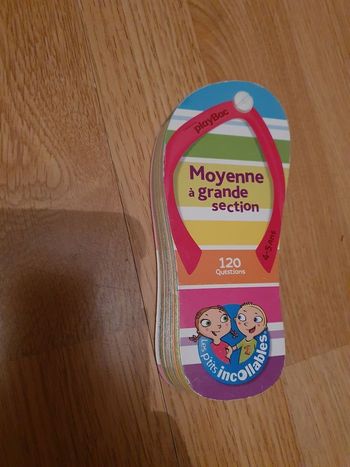 playBac
Moyenne
à grande
section
4-5 Ans
120
Questions
Les p'tits
incollables